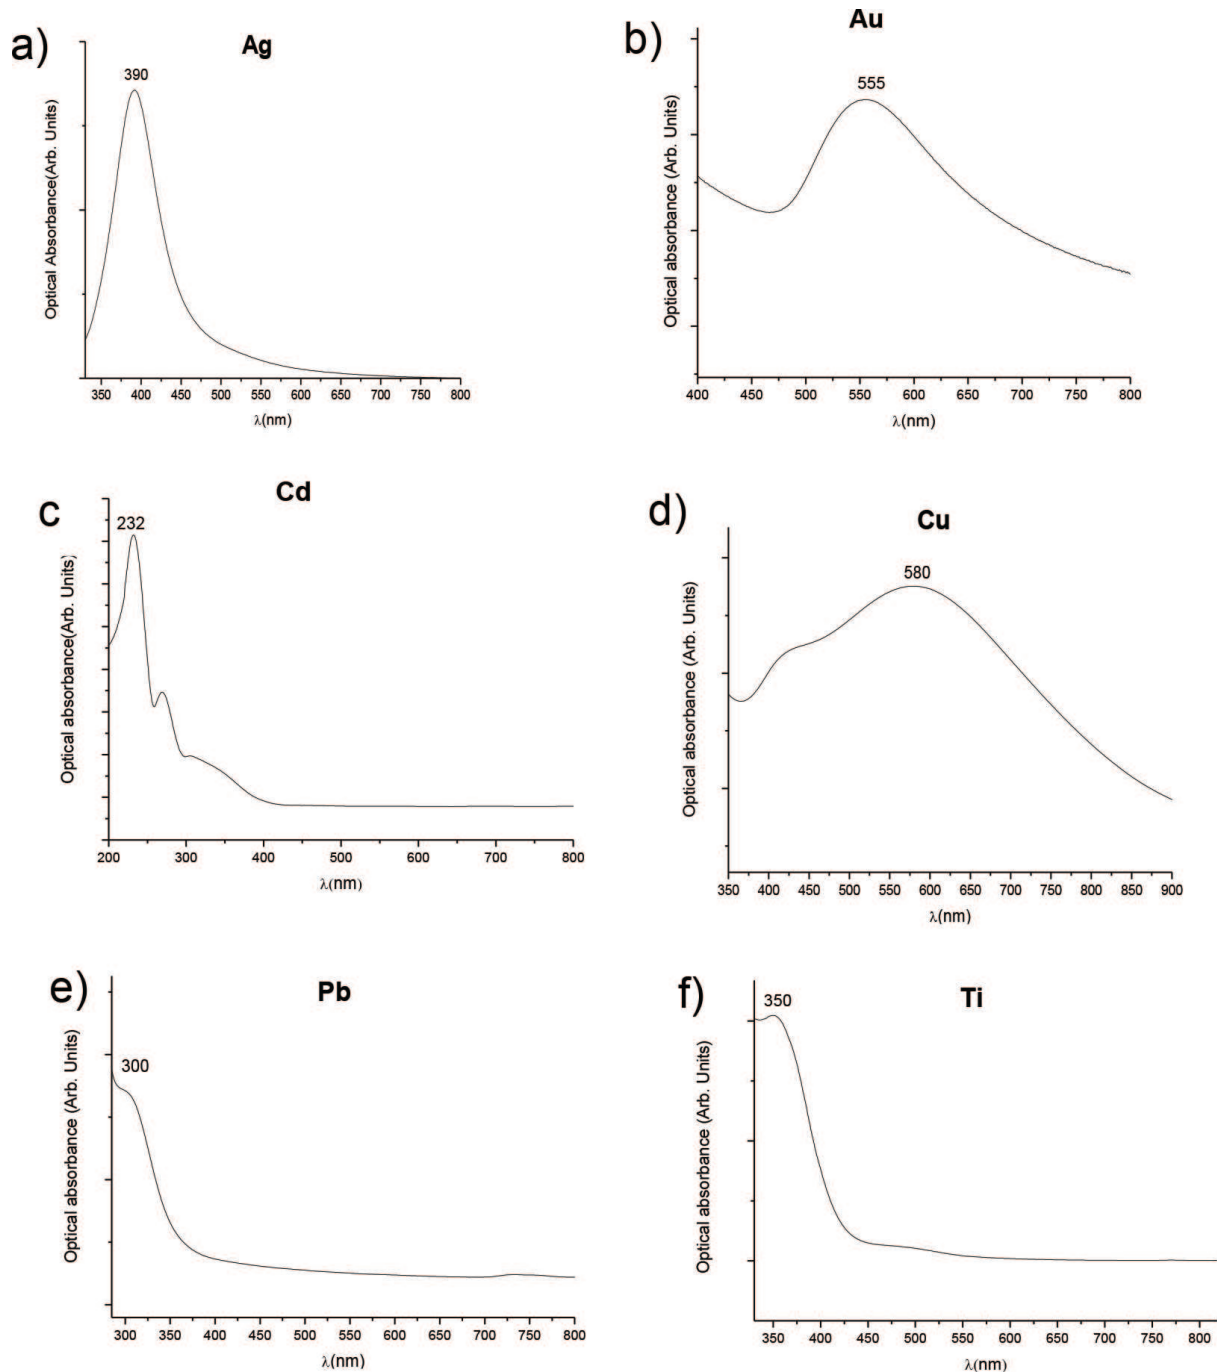 a) Ag
390
Optical Absorbance(Arb. Units)
350 400 450 500 550 600 650 700 750 800
λ(nm)
b) Au
555
Optical absorbance (Arb. Units)
400 450 500 550 600 650 700 750 800
λ(nm)
c Cd
232
Optical absorbance(Arb. Units)
200 300 400 500 600 700 800
λ(nm)
d) Cu
580
Optical absorbance (Arb. Units)
350 400 450 500 550 600 650 700 750 800 850 900
λ(nm)
e) Pb
300
Optical absorbance (Arb. Units)
300 350 400 450 500 550 600 650 700 750 800
λ(nm)
f) Ti
350
Optical absorbance (Arb. Units)
350 400 450 500 550 600 650 700 750 800
λ(nm)